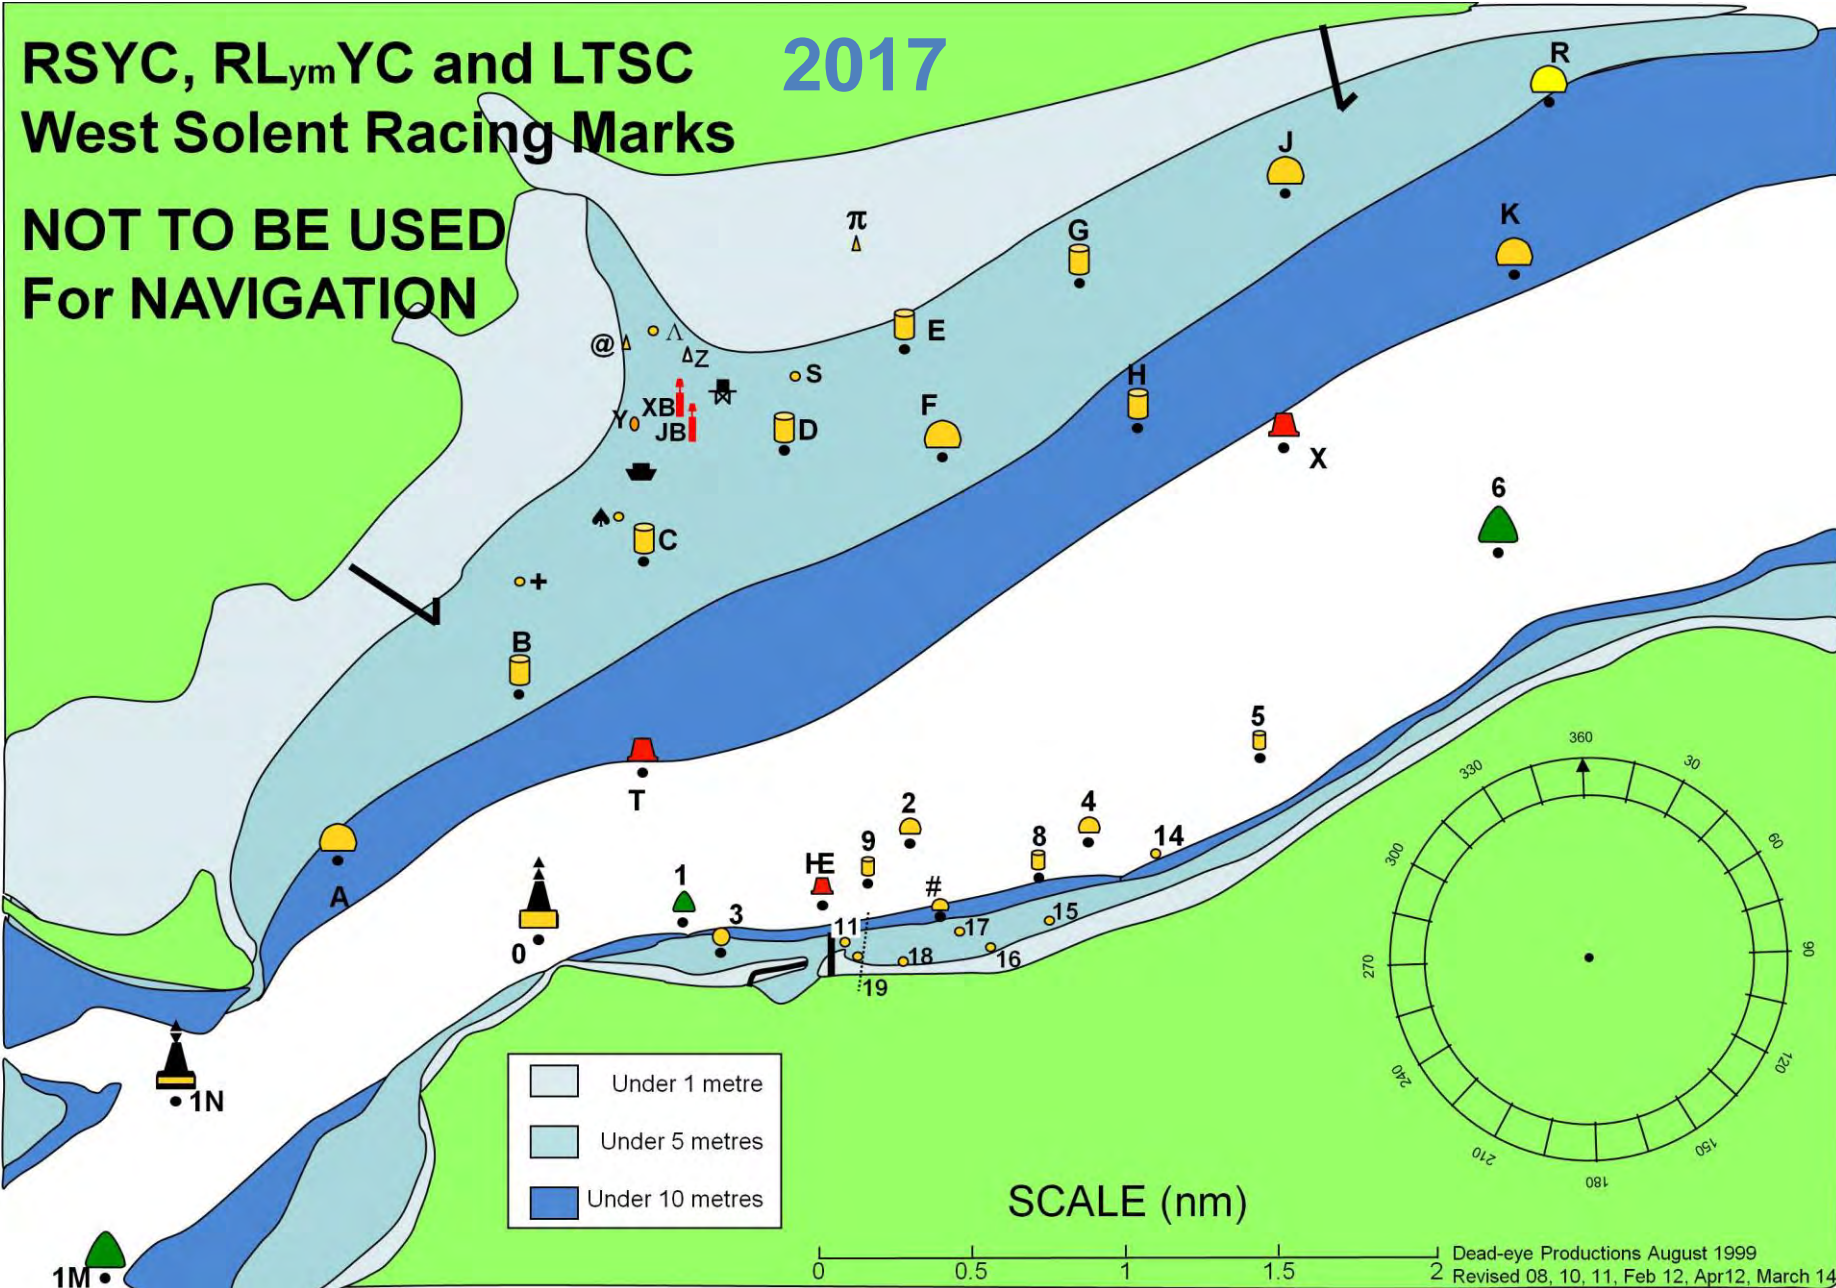 RSYC, RLymYC and LTSC 2017
West Solent Racing Marks
NOT TO BE USED
For NAVIGATION
R
J
K
π
G
E
@
Λ
Z
S
H
XB
Y
JB
D
F
X
6
C
+
B
5
T
2
4
9
8
14
A
HE
1
#
3
15
11
17
0
18
16
19
1N
1M
360
30
60
90
120
150
180
210
240
270
300
330
Under 1 metre
Under 5 metres
Under 10 metres
SCALE (nm)
0 0.5 1 1.5 2
Dead-eye Productions August 1999
Revised 08, 10, 11, Feb 12, Apr12, March 14